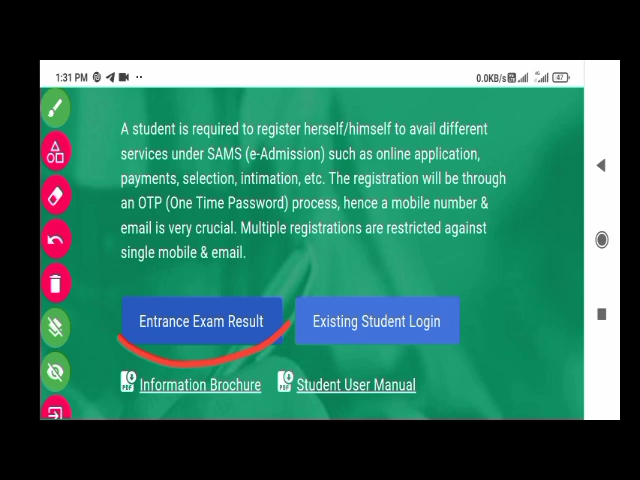 1:31 PM
0.0KB/s 4G 47
A student is required to register herself/himself to avail different
services under SAMS (e-Admission) such as online application,
payments, selection, intimation, etc. The registration will be through
an OTP (One Time Password) process, hence a mobile number &
email is very crucial. Multiple registrations are restricted against
single mobile & email.
Entrance Exam Result Existing Student Login
PDF Information Brochure PDF Student User Manual